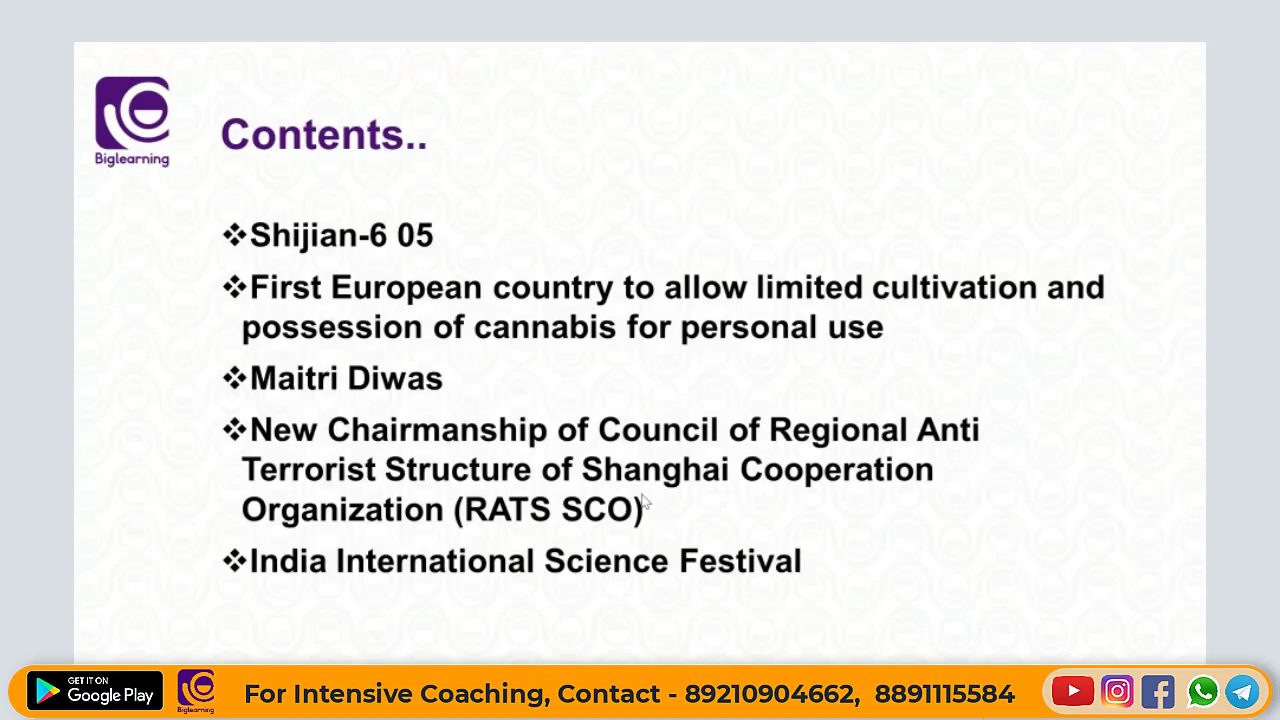 Biglearning
Contents..
❖Shijian-6 05
❖First European country to allow limited cultivation and
possession of cannabis for personal use
❖Maitri Diwas
❖New Chairmanship of Council of Regional Anti
Terrorist Structure of Shanghai Cooperation
Organization (RATS SCO)
❖India International Science Festival
GET IT ON
Google Play
Biglearning
For Intensive Coaching, Contact - 89210904662, 8891115584